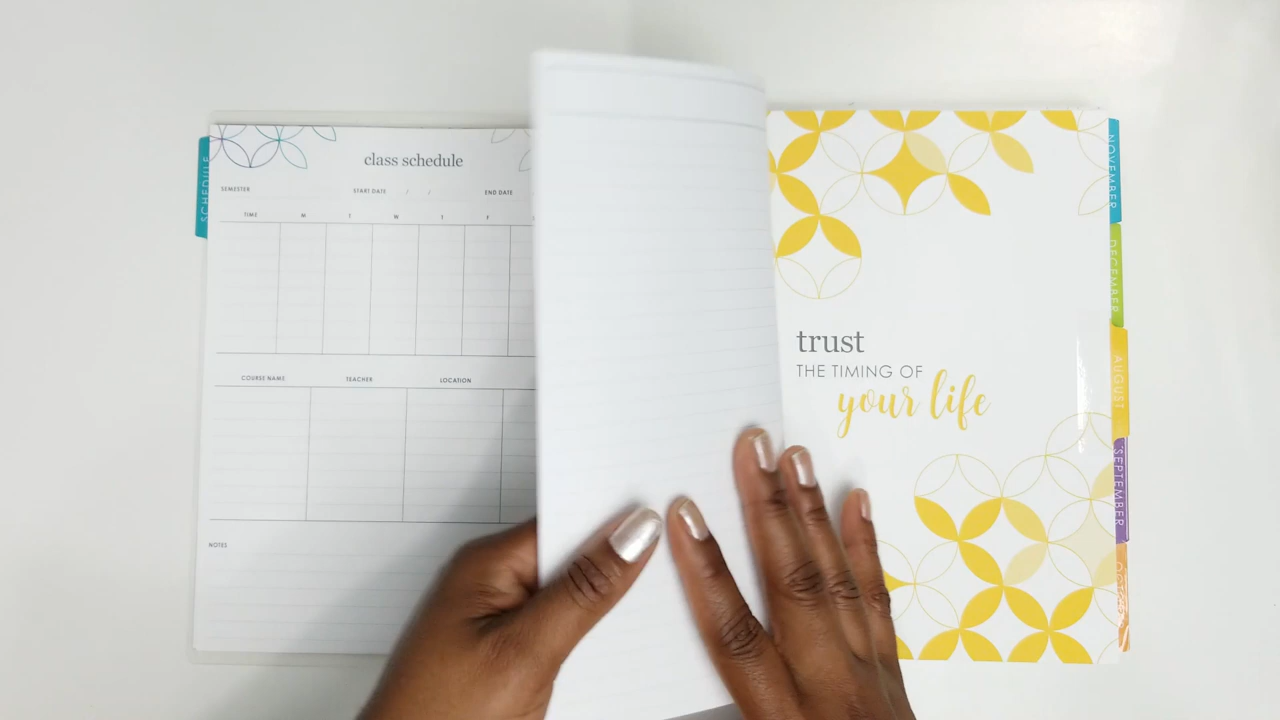 SCHEDULE
class schedule
SEMESTER
START DATE / /
END DATE
TIME M T W T F
COURSE NAME TEACHER LOCATION
NOTES
trust
THE TIMING OF
your life
NOVEMBER
DECEMBER
AUGUST
SEPTEMBER